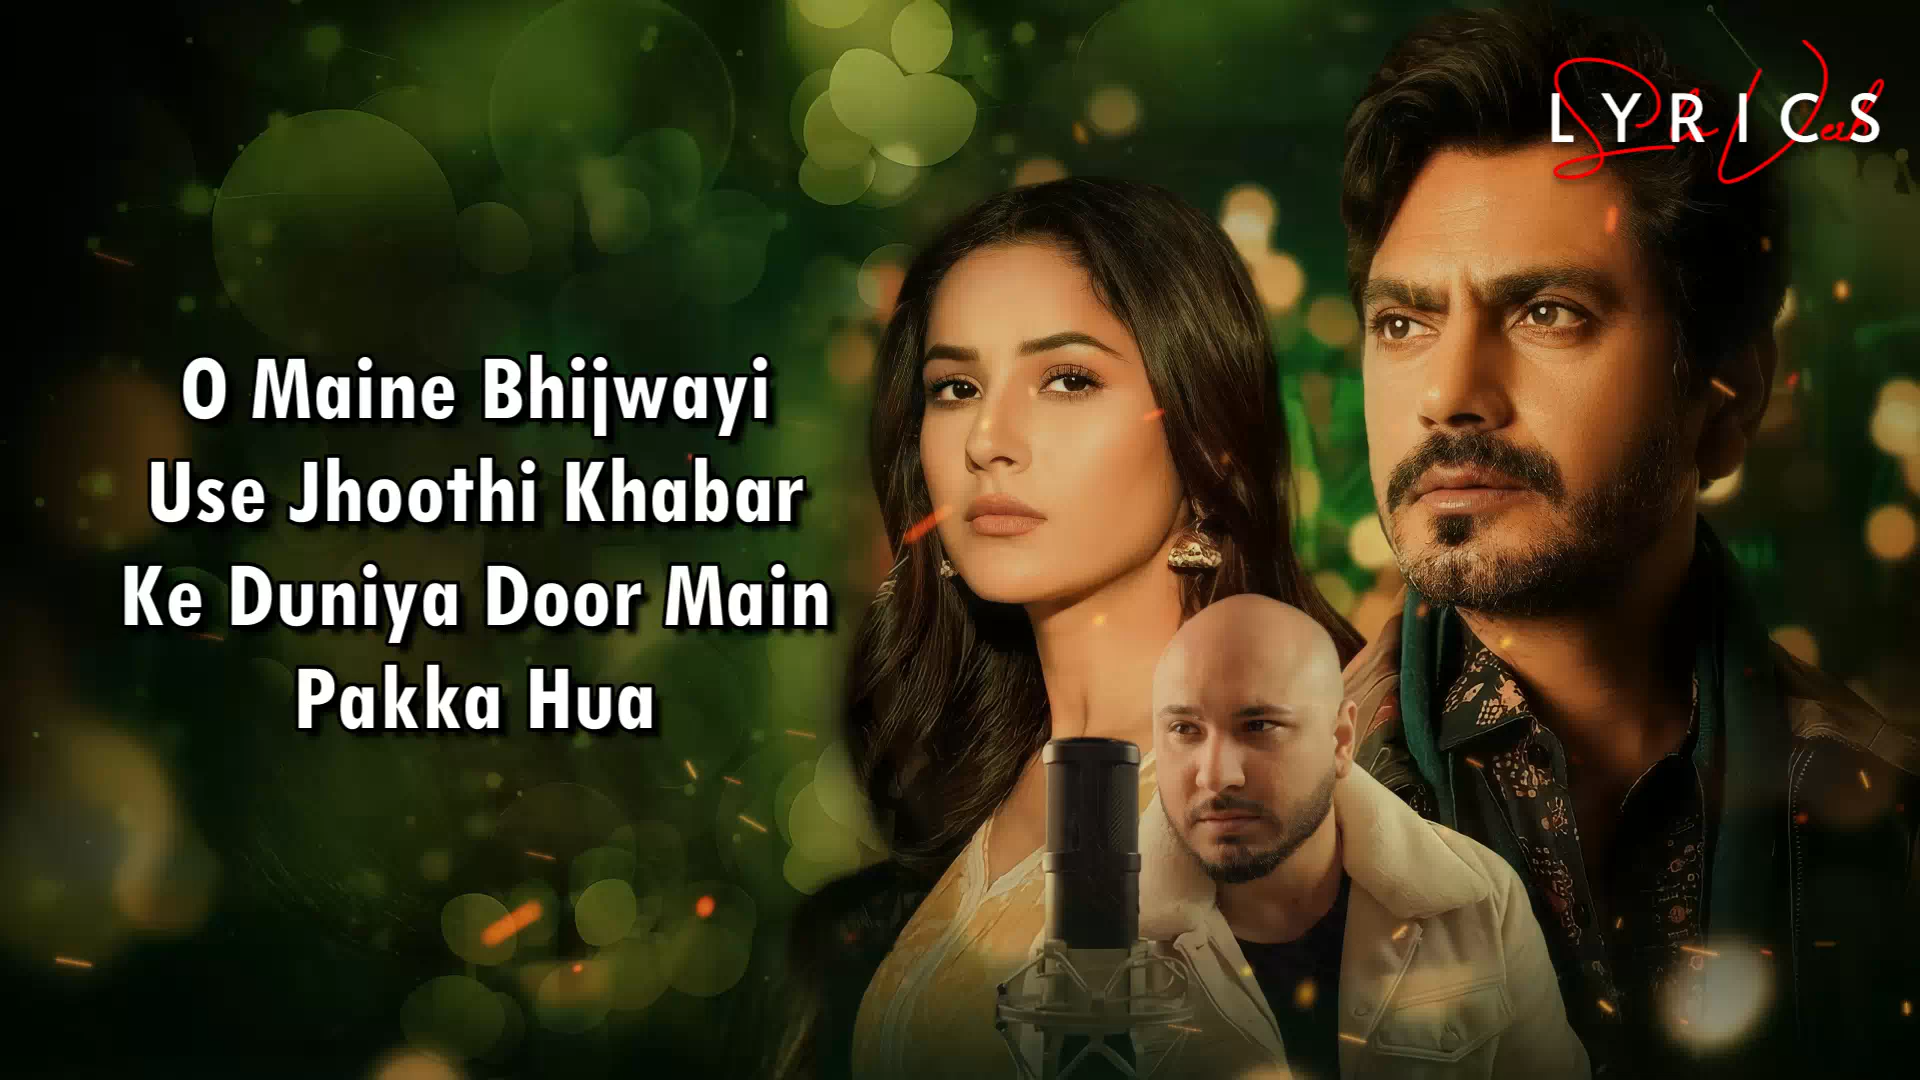 LYRICS
O Maine Bhijwayi
Use Jhoothi Khabar
Ke Duniya Door Main
Pakka Hua